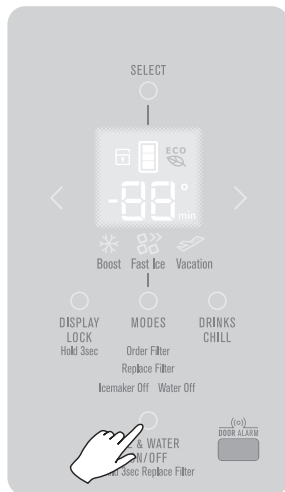 SELECT
ECO
-88°
min
Boost Fast Ice Vacation
DISPLAY LOCK
Hold 3sec
MODES
DRINKS CHILL
Order Filter
Replace Filter
Icemaker Off Water Off
& WATER
ON/OFF
3sec Replace Filter
((o))
DOOR ALARM